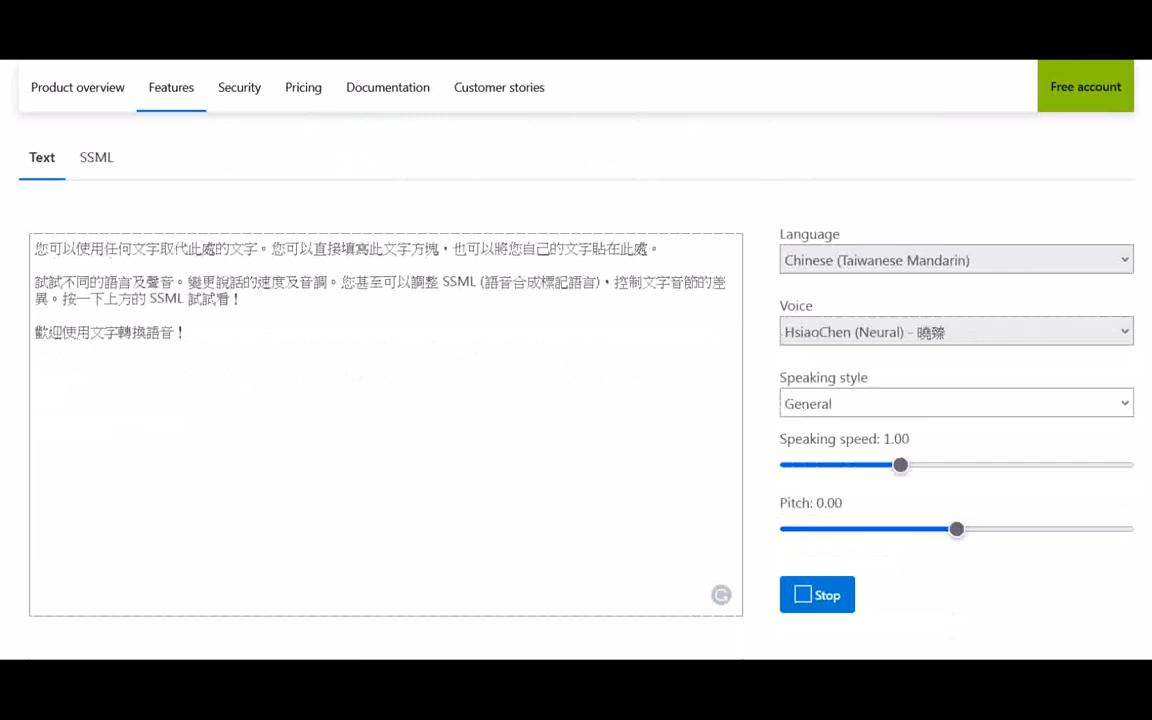 Product overview
Features
Security
Pricing
Documentation
Customer stories
Free account
Text
SSML
您可以使用任何文字取代此處的文字。您可以直接填寫此文字方塊，也可以將您自己的文字貼在此處。
試試不同的語言及聲音。變更說話的速度及音調。您甚至可以調整 SSML (語音合成標記語言)，控制文字音節的差
異。按一下上方的 SSML 試試看！
歡迎使用文字轉換語音！
Language
Chinese (Taiwanese Mandarin)
Voice
HsiaoChen (Neural) - 曉臻
Speaking style
General
Speaking speed: 1.00
Pitch: 0.00
Stop